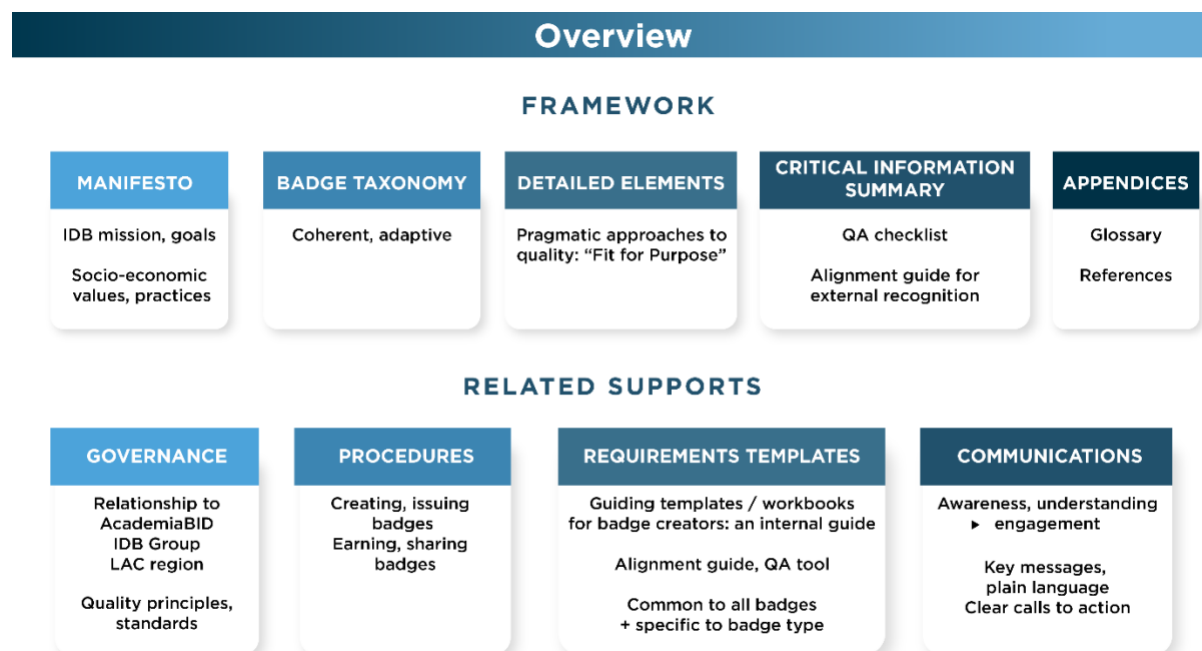 Overview
FRAMEWORK
MANIFESTO
IDB mission, goals
Socio-economic
values, practices
BADGE TAXONOMY
Coherent, adaptive
DETAILED ELEMENTS
Pragmatic approaches to
quality: “Fit for Purpose”
CRITICAL INFORMATION
SUMMARY
QA checklist
Alignment guide for
external recognition
APPENDICES
Glossary
References
RELATED SUPPORTS
GOVERNANCE
Relationship to
AcademiaBID
IDB Group
LAC region
Quality principles,
standards
PROCEDURES
Creating, issuing
badges
Earning, sharing
badges
REQUIREMENTS TEMPLATES
Guiding templates / workbooks
for badge creators: an internal guide
Alignment guide, QA tool
Common to all badges
+ specific to badge type
COMMUNICATIONS
Awareness, understanding
▸ engagement
Key messages,
plain language
Clear calls to action